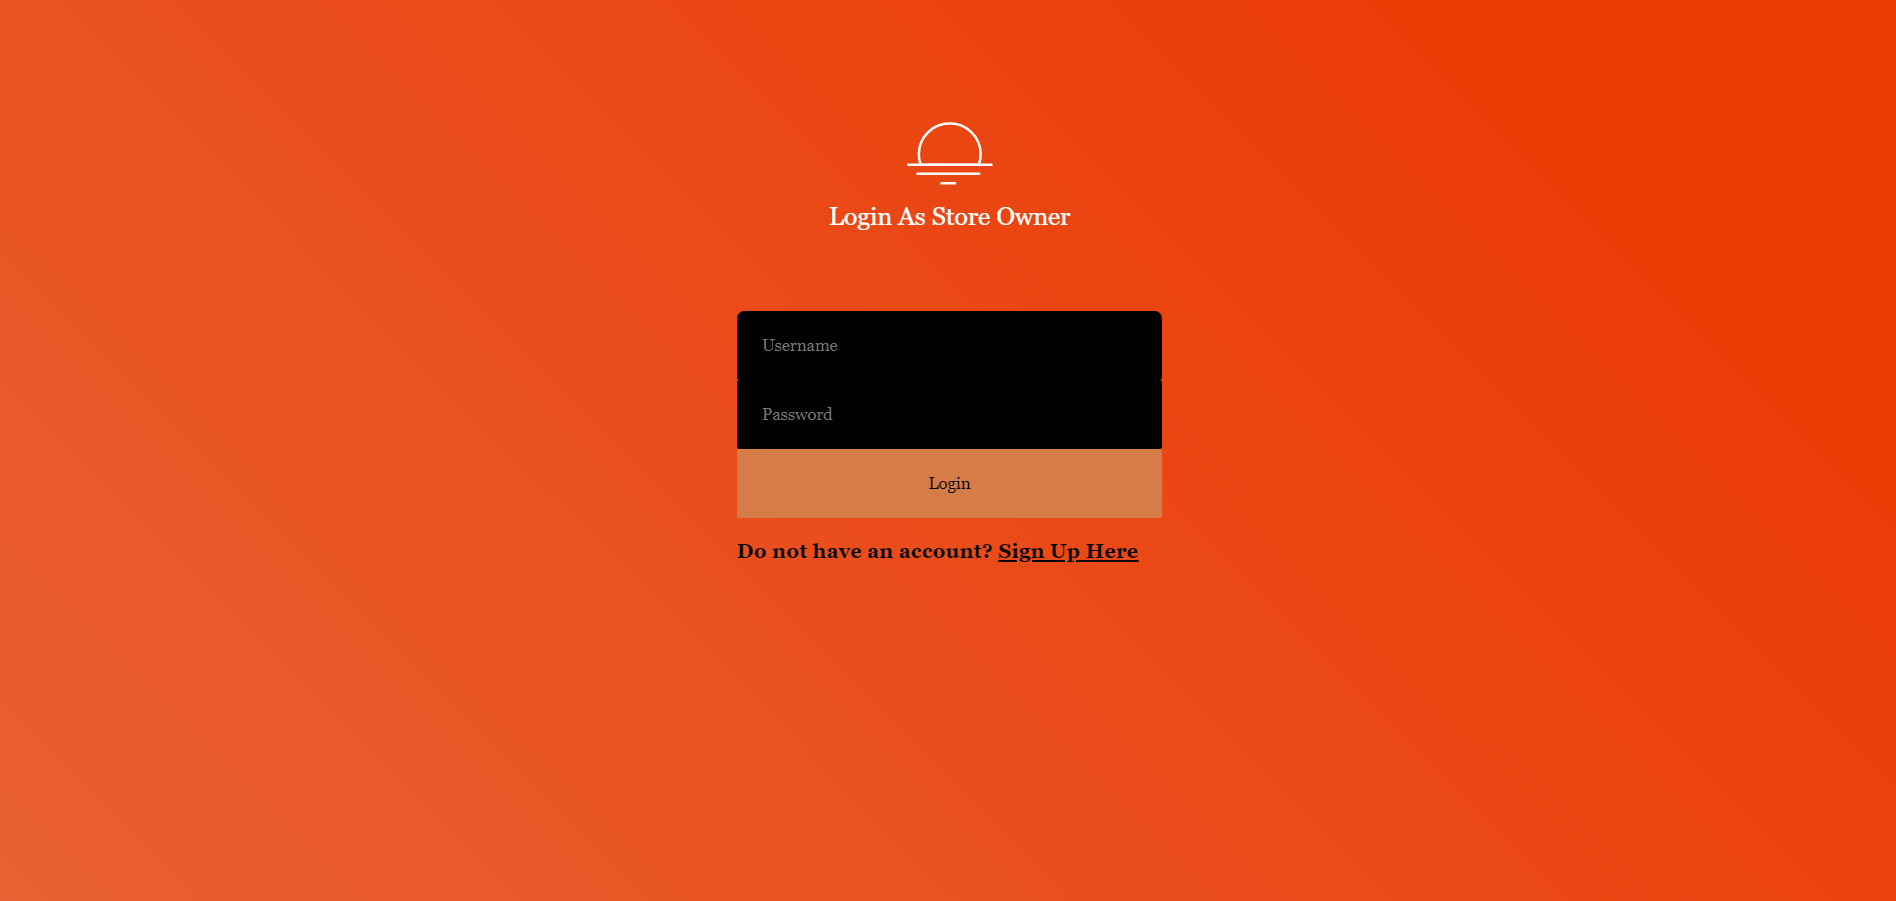 Login As Store Owner
Username
Password
Login
Do not have an account? Sign Up Here